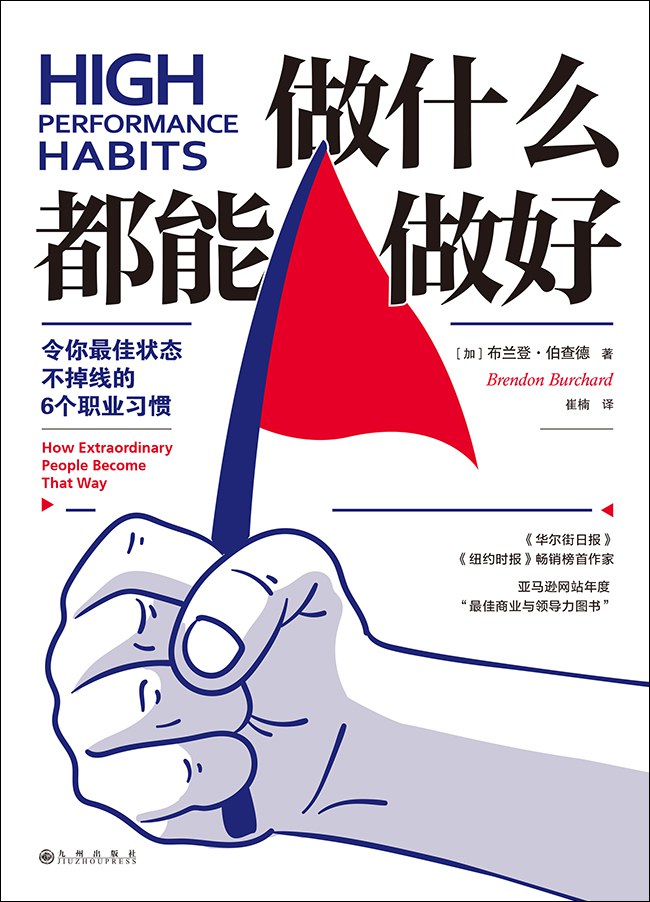 HIGH
PERFORMANCE
HABITS
做什么
都能做好
令你最佳状态
不掉线的
6个职业习惯
How Extraordinary
People Become
That Way
［加］布兰登·伯查德 著
Brendon Burchard
崔楠 译
《华尔街日报》
《纽约时报》畅销榜首作家
亚马逊网站年度
“最佳商业与领导力图书”
九州出版社
JIUZHOUPRESS